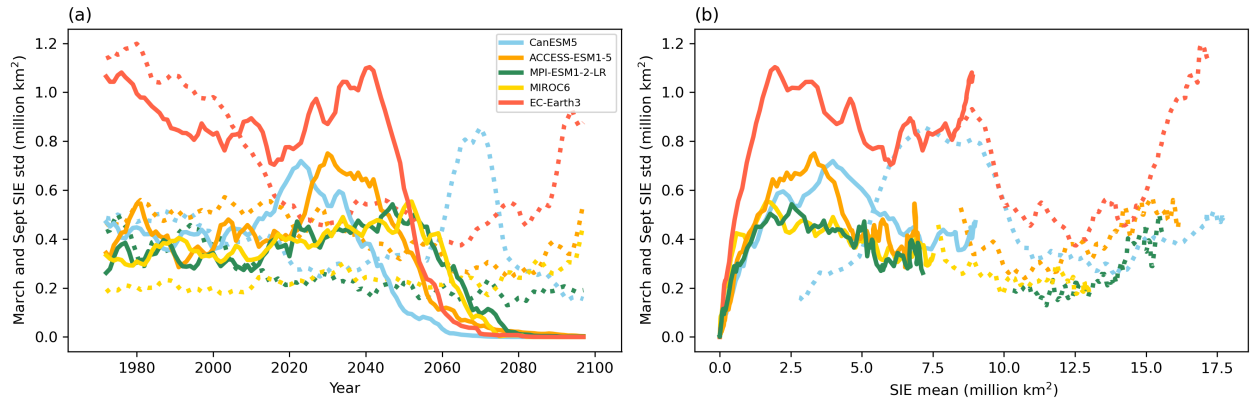 (a)
(b)
March and Sept SIE std (million km²)
1.2
1.0
0.8
0.6
0.4
0.2
0.0
CanESM5
ACCESS-ESM1-5
MPI-ESM1-2-LR
MIROC6
EC-Earth3
1980 2000 2020 2040 2060 2080 2100
Year
March and Sept SIE std (million km²)
1.2
1.0
0.8
0.6
0.4
0.2
0.0
0.0 2.5 5.0 7.5 10.0 12.5 15.0 17.5
SIE mean (million km²)